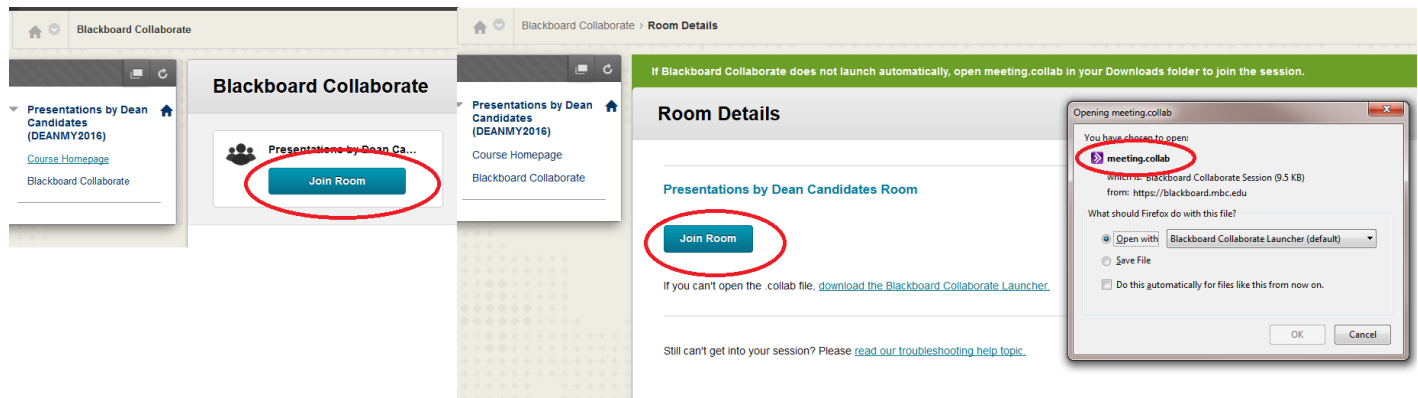 Blackboard Collaborate
Presentations by Dean
Candidates
(DEANMY2016)
Course Homepage
Blackboard Collaborate
Blackboard Collaborate
Presentations by Dean Ca...
Join Room
Blackboard Collaborate › Room Details
Presentations by Dean
Candidates
(DEANMY2016)
Course Homepage
Blackboard Collaborate
If Blackboard Collaborate does not launch automatically, open meeting.collab in your Downloads folder to join the session.
Room Details
Presentations by Dean Candidates Room
Join Room
If you can't open the .collab file, download the Blackboard Collaborate Launcher.
Still can't get into your session? Please read our troubleshooting help topic.
Opening meeting.collab
You have chosen to open:
meeting.collab
which is: Blackboard Collaborate Session (9.5 KB)
from: https://blackboard.mbc.edu
What should Firefox do with this file?
Open with Blackboard Collaborate Launcher (default)
Save File
Do this automatically for files like this from now on.
OK Cancel